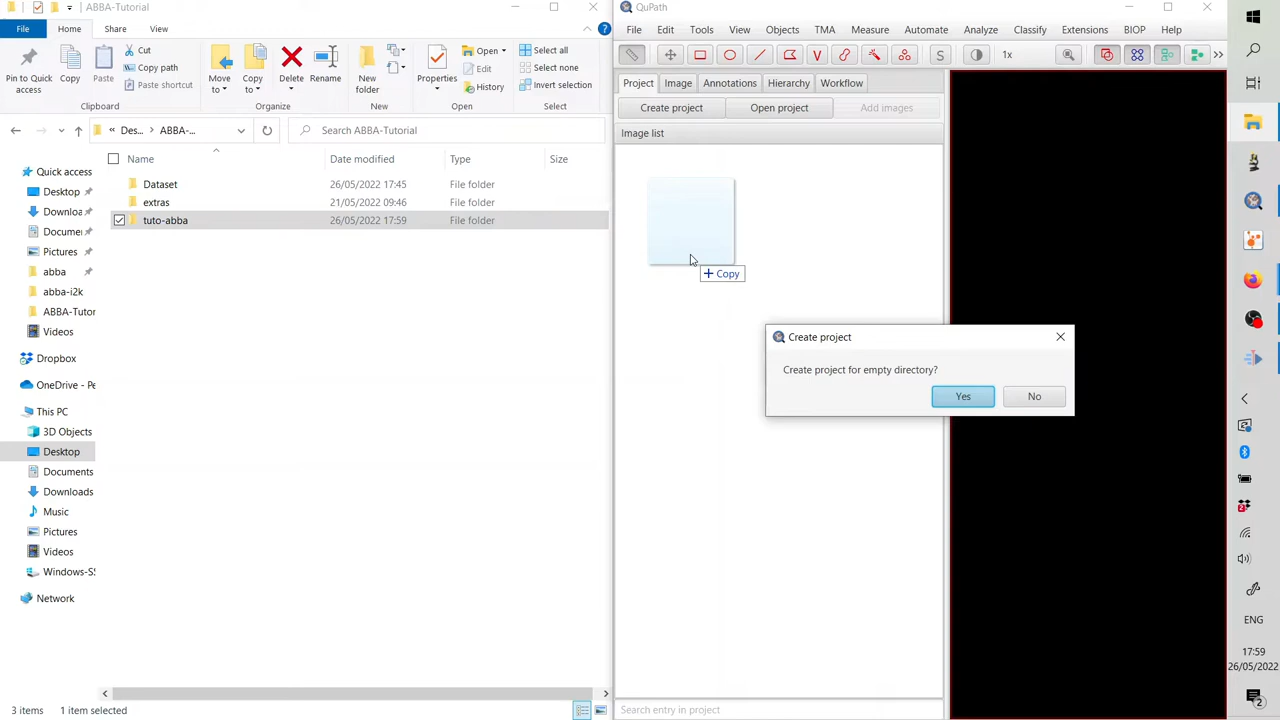 ABBA-Tutorial
File
Home
Share
View
Pin to Quick access
Copy
Paste
Cut
Copy path
Paste shortcut
Clipboard
Move to
Copy to
Delete
Rename
Organize
New folder
New
Properties
Open
Edit
History
Open
Select all
Select none
Invert selection
Select
« Des... > ABBA-...
Search ABBA-Tutorial
Name
Date modified
Type
Size
Dataset
26/05/2022 17:45
File folder
extras
21/05/2022 09:46
File folder
tuto-abba
26/05/2022 17:59
File folder
Quick access
Desktop
Downloa
Documen
Pictures
abba
abba-i2k
ABBA-Tutor
Videos
Dropbox
OneDrive - Pe
This PC
3D Objects
Desktop
Documents
Downloads
Music
Pictures
Videos
Windows-SS
Network
3 items
1 item selected
QuPath
File Edit Tools View Objects TMA Measure Automate Analyze Classify Extensions BIOP Help
V
S
1x
>>
Project Image Annotations Hierarchy Workflow
Create project Open project Add images
Image list
+ Copy
Create project
Create project for empty directory?
Yes No
Search entry in project
2
ENG
17:59
26/05/2022
2